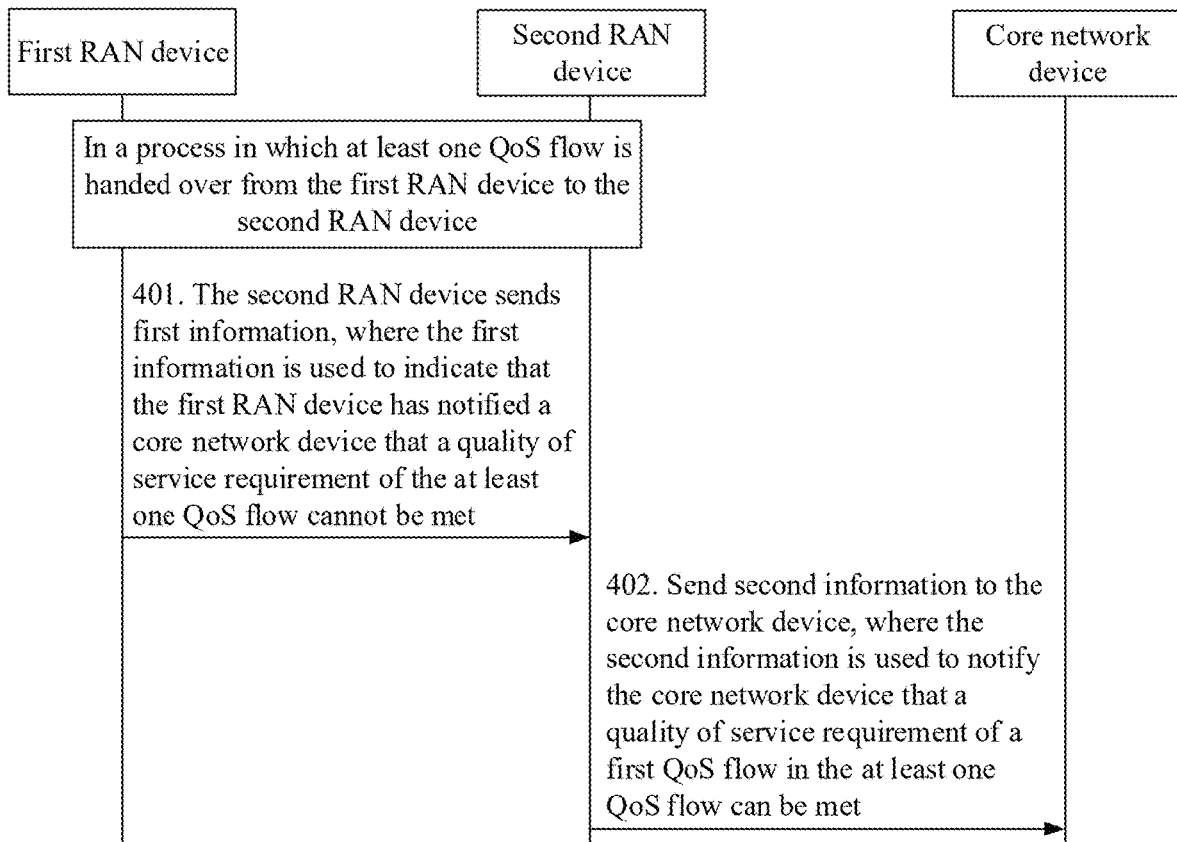 First RAN device
Second RAN
device
Core network
device
In a process in which at least one QoS flow is
handed over from the first RAN device to the
second RAN device
401. The second RAN device sends
first information, where the first
information is used to indicate that
the first RAN device has notified a
core network device that a quality of
service requirement of the at least
one QoS flow cannot be met
402. Send second information to the
core network device, where the
second information is used to notify
the core network device that a
quality of service requirement of a
first QoS flow in the at least one
QoS flow can be met